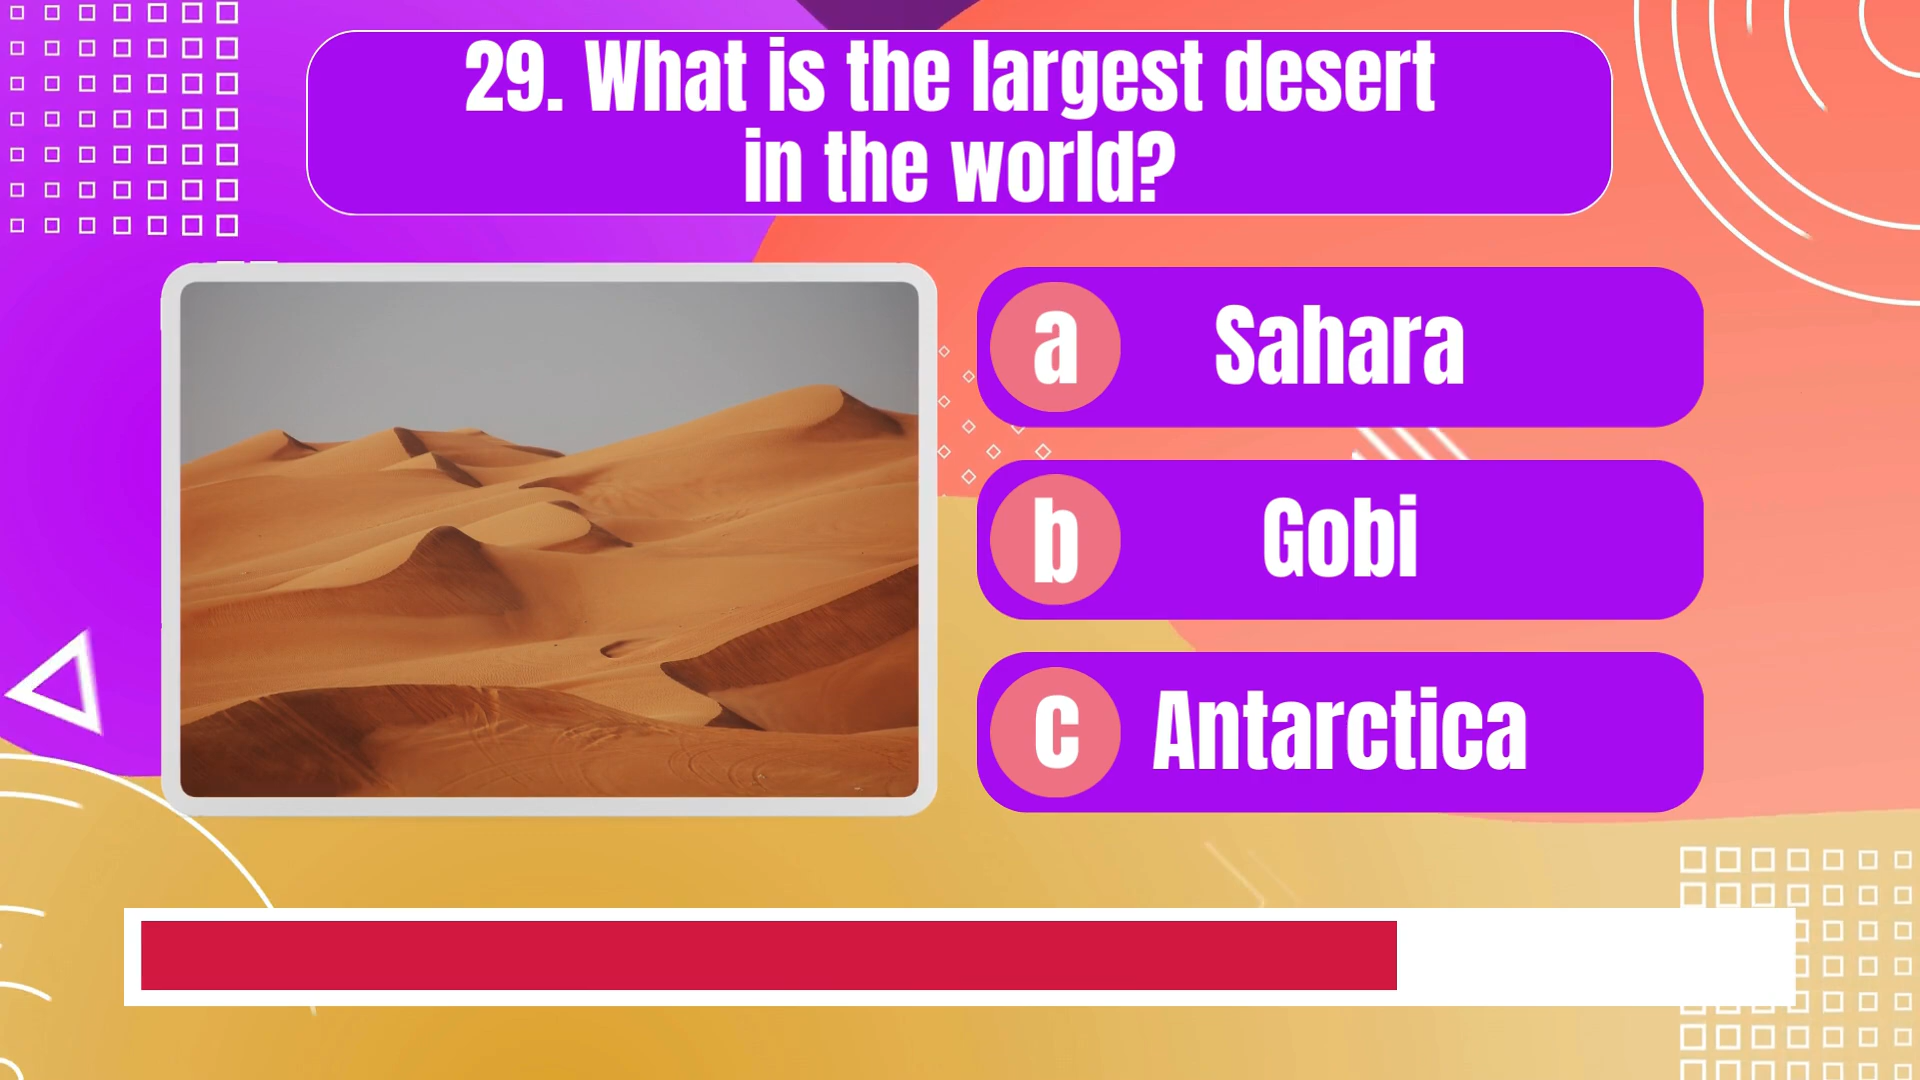 29. What is the largest desert
in the world?
a Sahara
b Gobi
c Antarctica